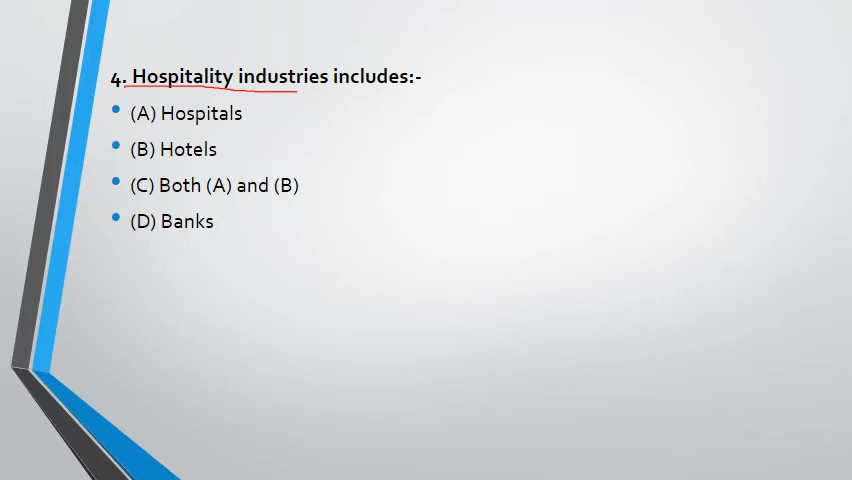 4. Hospitality industries includes:-
• (A) Hospitals
• (B) Hotels
• (C) Both (A) and (B)
• (D) Banks